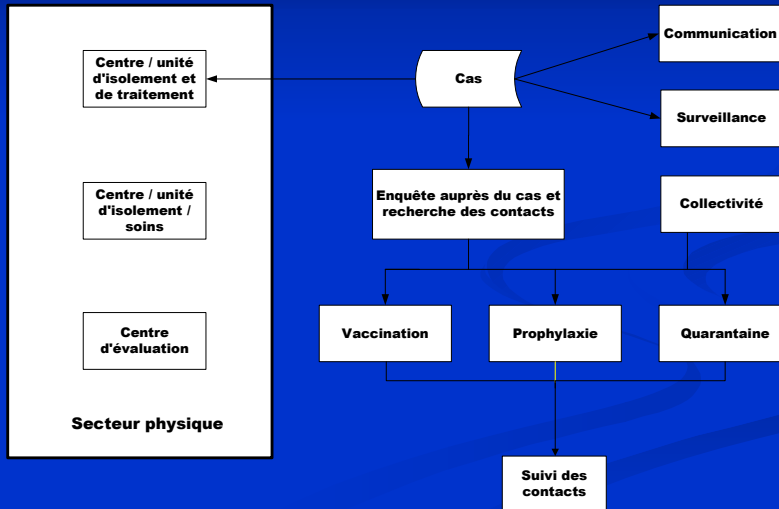 Centre / unité
d'isolement et
de traitement
Cas
Communication
Surveillance
Centre / unité
d'isolement /
soins
Enquête auprès du cas et
recherche des contacts
Collectivité
Centre
d'évaluation
Vaccination
Prophylaxie
Quarantaine
Secteur physique
Suivi des
contacts